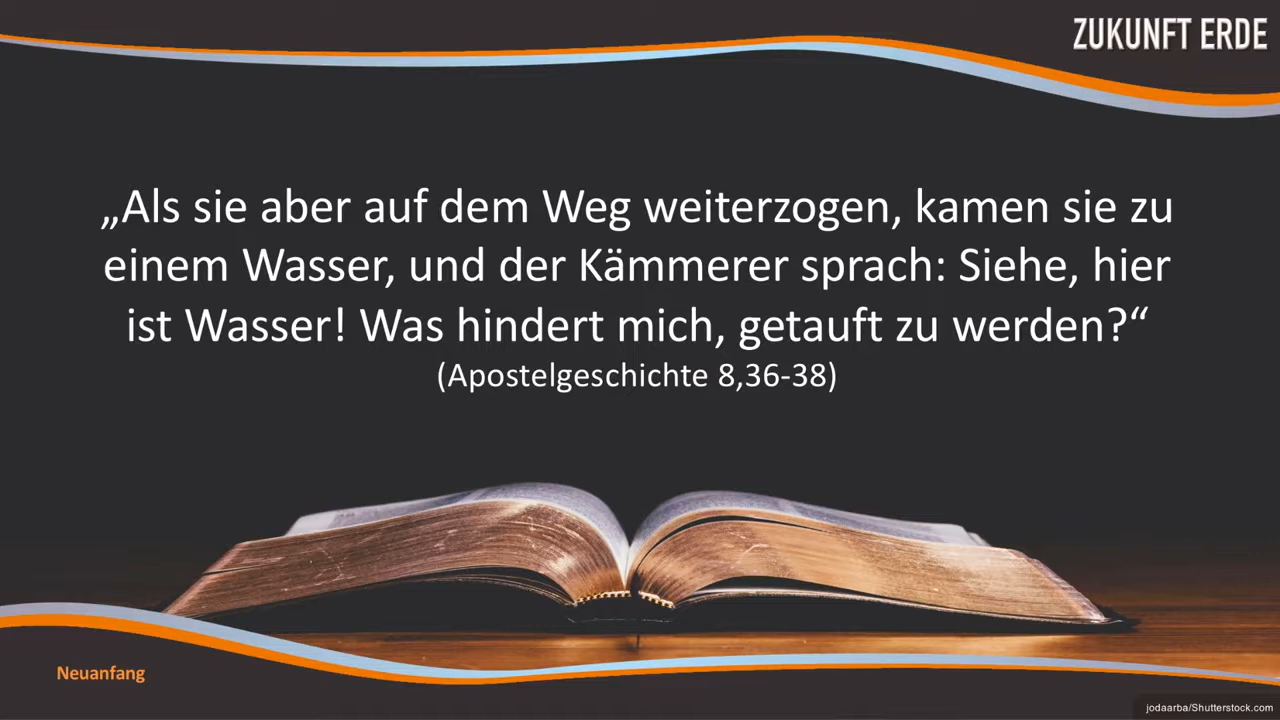 ZUKUNFT ERDE
„Als sie aber auf dem Weg weiterzogen, kamen sie zu
einem Wasser, und der Kämmerer sprach: Siehe, hier
ist Wasser! Was hindert mich, getauft zu werden?“
(Apostelgeschichte 8,36-38)
Neuanfang
jodaarba/Shutterstock.com